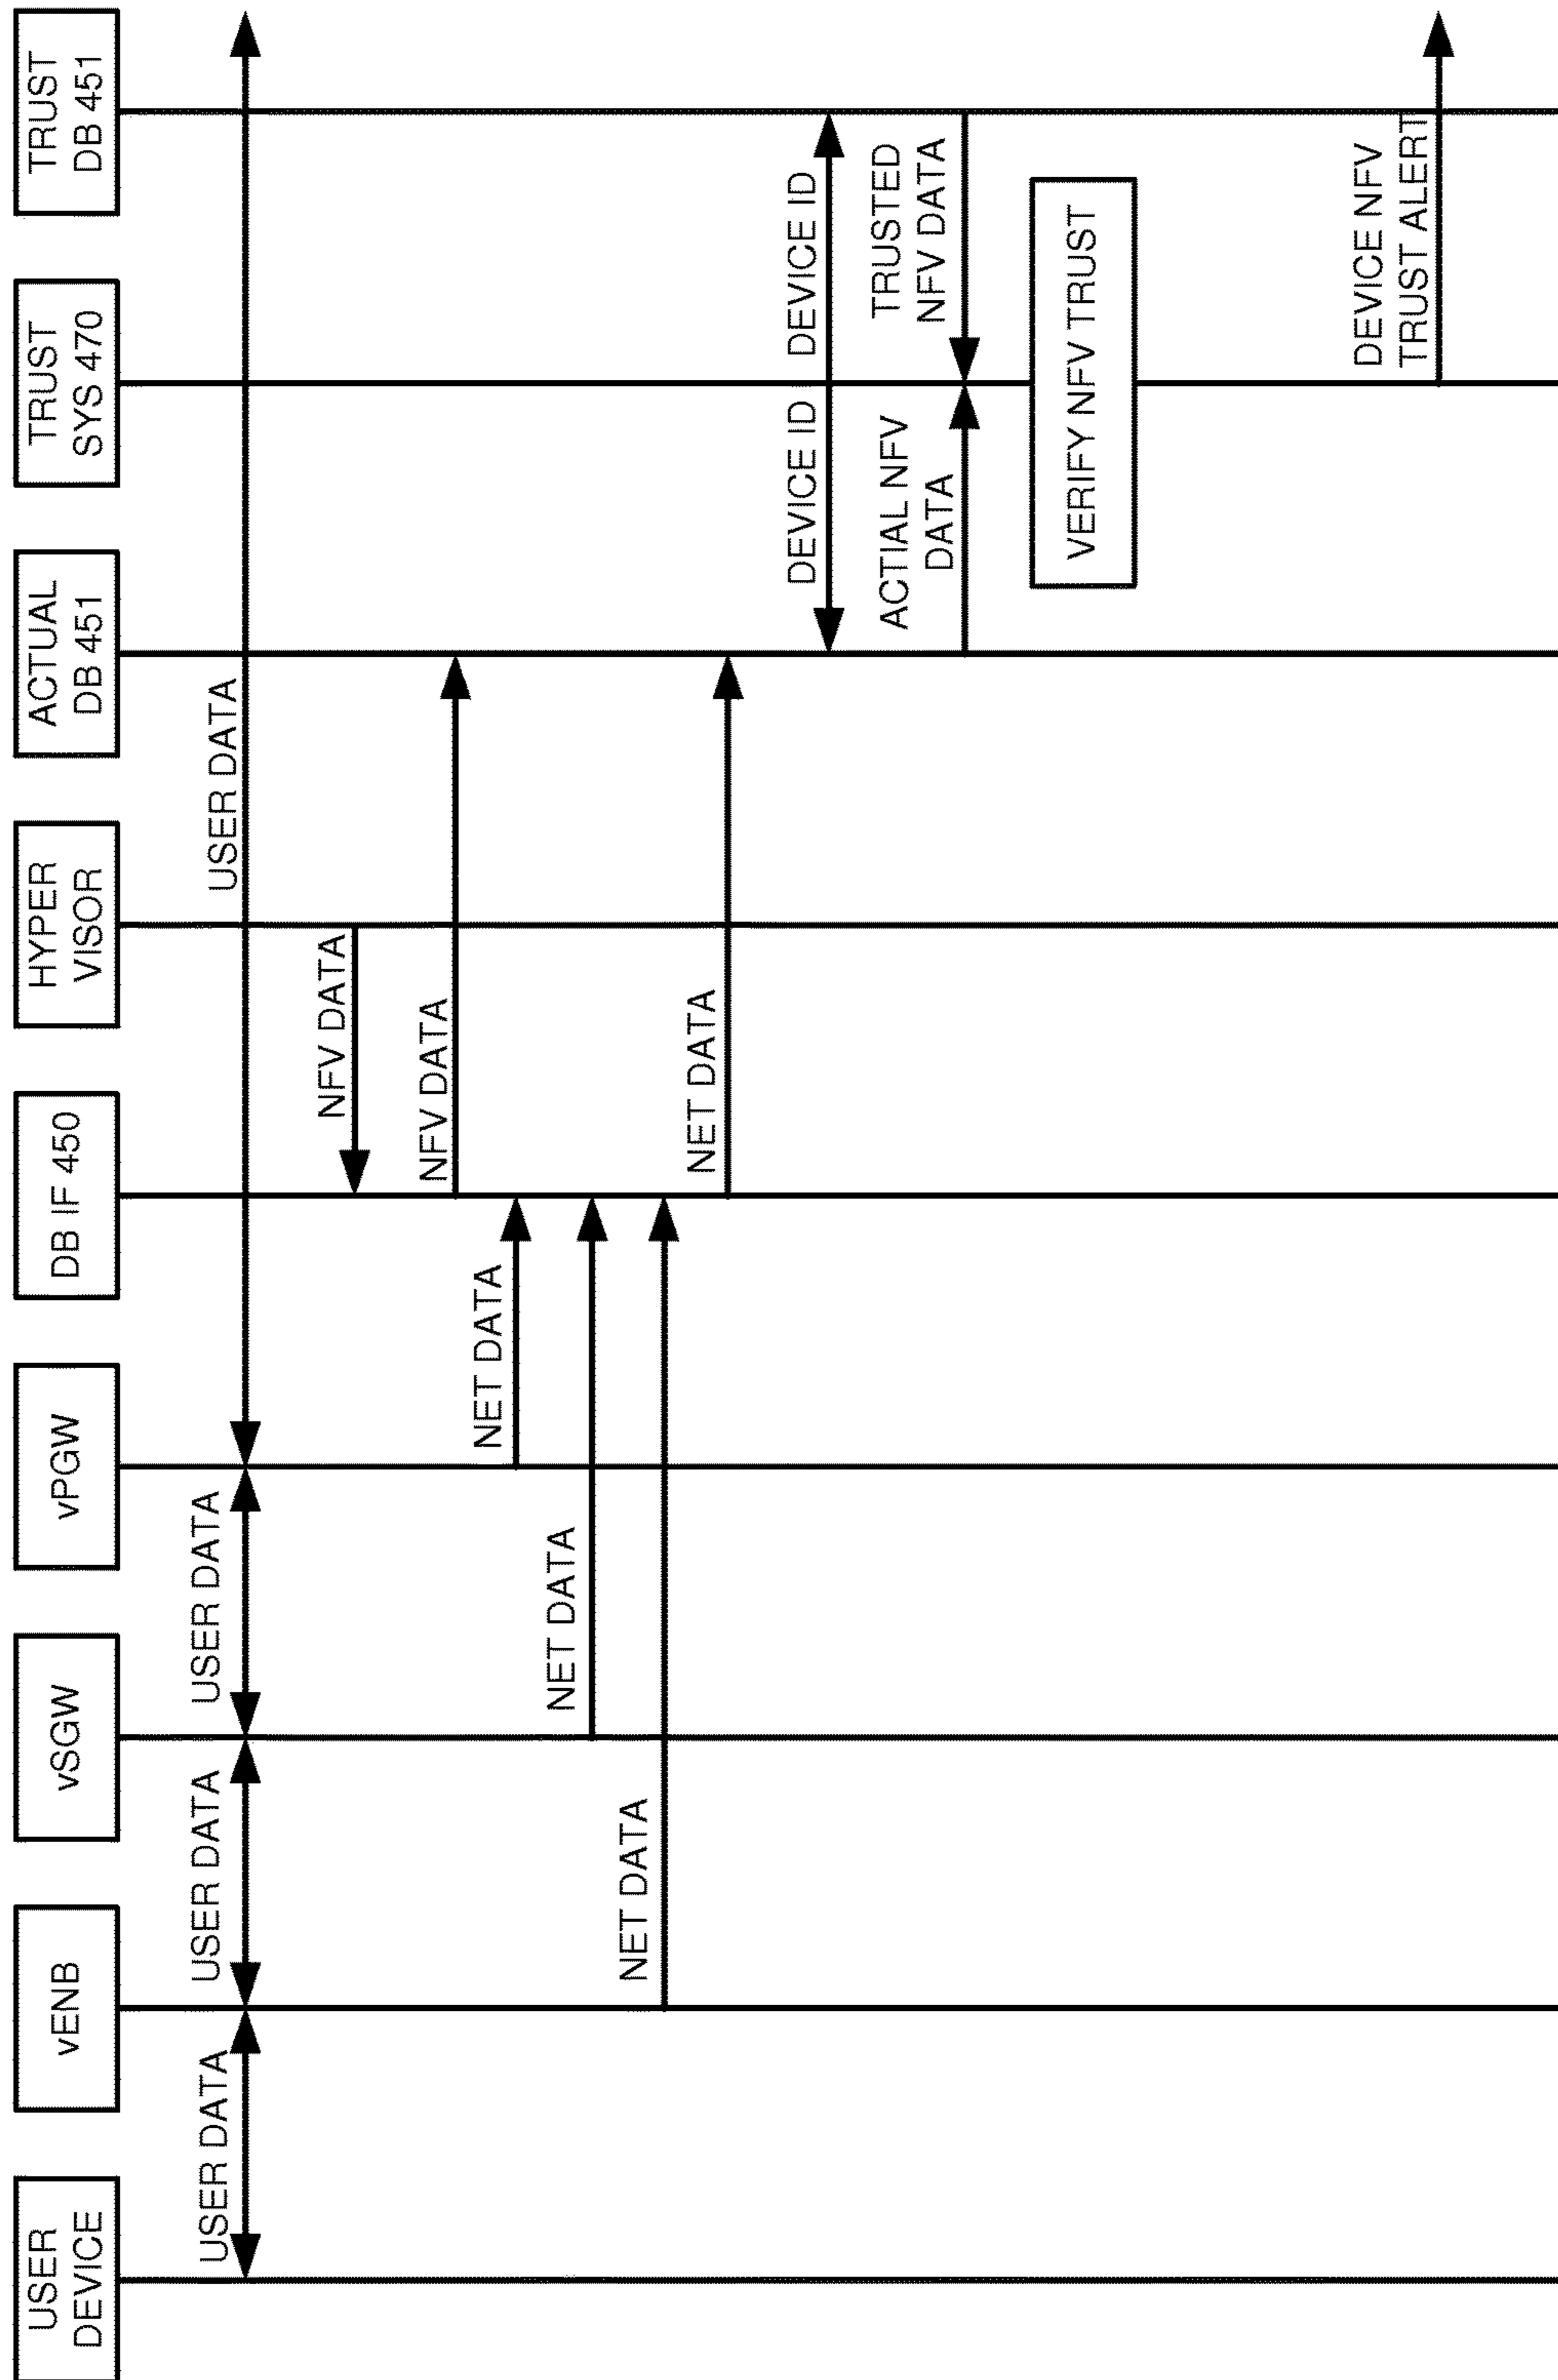 USER
DEVICE
vENB
vSGW
vPGW
DB IF 450
HYPER
VISOR
ACTUAL
DB 451
TRUST
SYS 470
TRUST
DB 451
USER DATA
USER DATA
USER DATA
USER DATA
NFV DATA
NFV DATA
NET DATA
NET DATA
NET DATA
NET DATA
DEVICE ID
DEVICE ID
ACTIAL NFV
DATA
TRUSTED
NFV DATA
VERIFY NFV TRUST
DEVICE NFV
TRUST ALERT